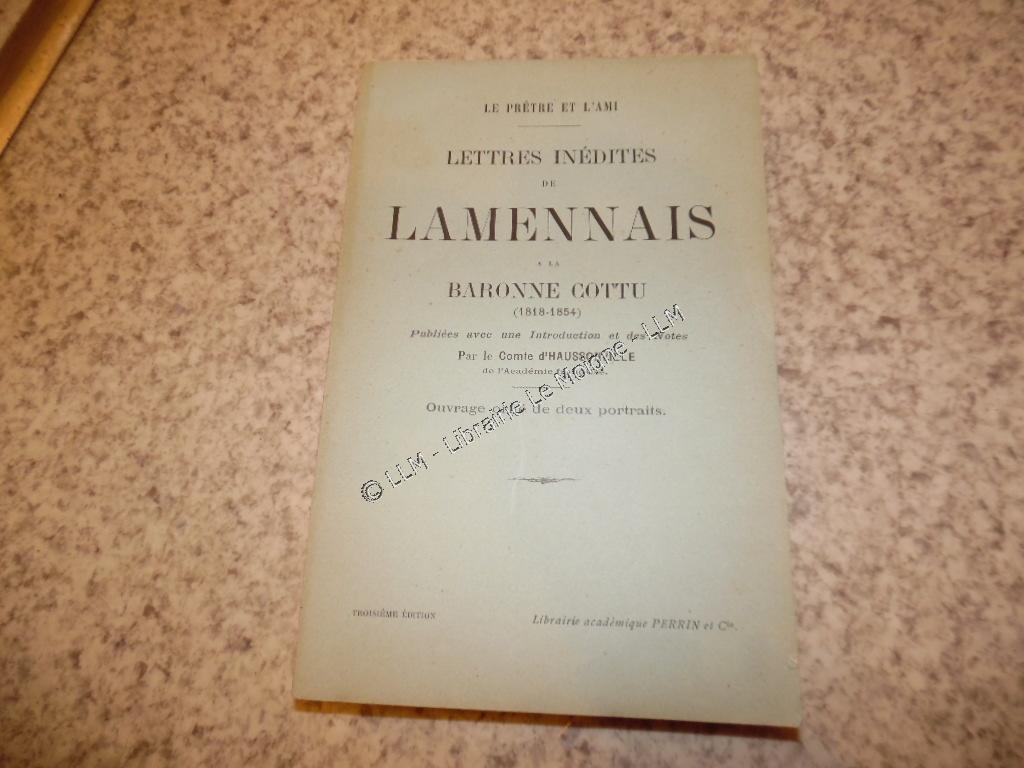 LE PRÊTRE ET L'AMI
LETTRES INÉDITES
DE
LAMENNAIS
A LA
BARONNE COTTU
(1818-1854)
Publiées avec une Introduction et des Notes
Par le Comte d'HAUSSONVILLE
de l'Académie française.
Ouvrage orné de deux portraits.
© LLM - Librairie Le Moigne - LLM
TROISIÈME ÉDITION
Librairie académique PERRIN et Cie.